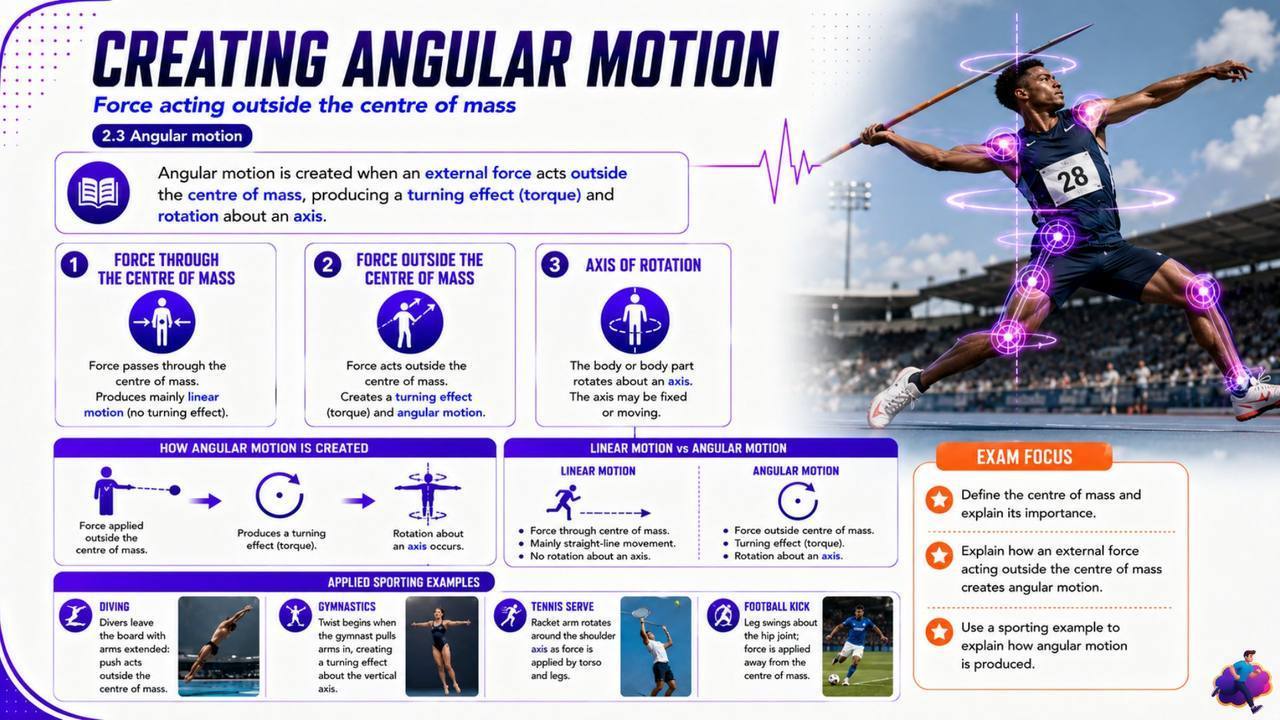 CREATING ANGULAR MOTION
Force acting outside the centre of mass
2.3 Angular motion
Angular motion is created when an external force acts outside
the centre of mass, producing a turning effect (torque) and
rotation about an axis.
1
FORCE THROUGH
THE CENTRE OF MASS
Force passes through the
centre of mass.
Produces mainly linear
motion (no turning effect).
2
FORCE OUTSIDE THE
CENTRE OF MASS
Force acts outside the
centre of mass.
Creates a turning effect
(torque) and angular motion.
3
AXIS OF ROTATION
The body or body part
rotates about an axis.
The axis may be fixed
or moving.
28
HOW ANGULAR MOTION IS CREATED
Force applied
outside the
centre of mass.
Produces a turning
effect (torque).
Rotation about
an axis occurs.
LINEAR MOTION vs ANGULAR MOTION
LINEAR MOTION
• Force through centre of mass.
• Mainly straight-line movement.
• No rotation about an axis.
ANGULAR MOTION
• Force outside centre of mass.
• Turning effect (torque).
• Rotation about an axis.
APPLIED SPORTING EXAMPLES
DIVING
Divers leave
the board with
arms extended:
push acts
outside the
centre of mass.
GYMNASTICS
Twist begins when
the gymnast pulls
arms in, creating
a turning effect
about the vertical
axis.
TENNIS SERVE
Racket arm rotates
around the shoulder
axis as force is
applied by torso
and legs.
FOOTBALL KICK
Leg swings about
the hip joint;
force is applied
away from the
centre of mass.
EXAM FOCUS
Define the centre of mass and
explain its importance.
Explain how an external force
acting outside the centre of mass
creates angular motion.
Use a sporting example to
explain how angular motion
is produced.